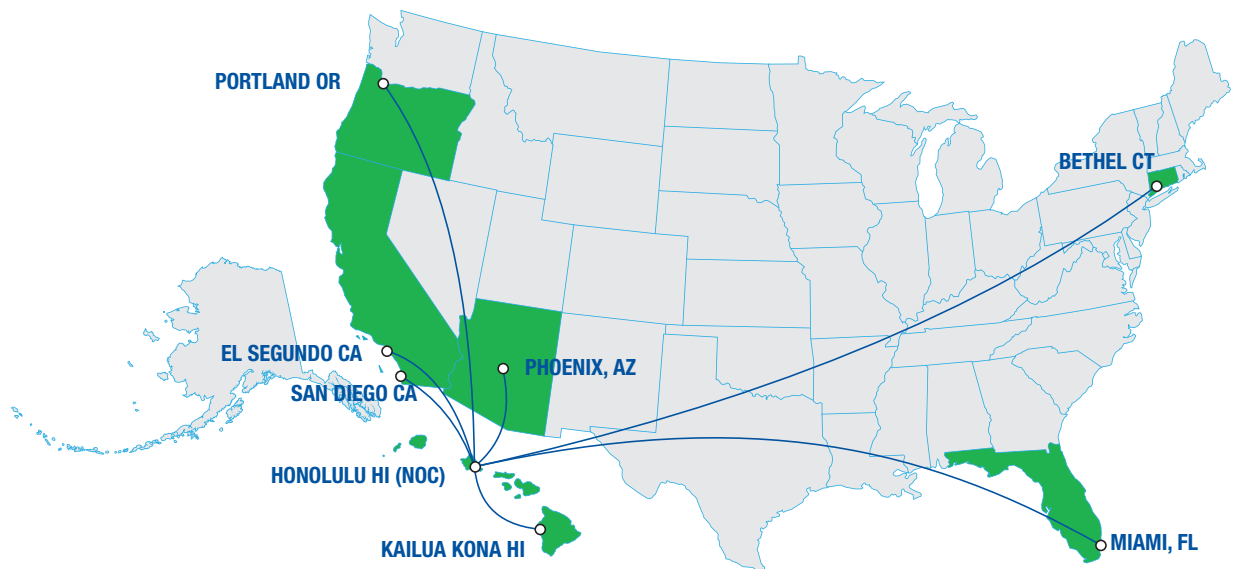 PORTLAND OR
BETHEL CT
EL SEGUNDO CA
PHOENIX, AZ
SAN DIEGO CA
HONOLULU HI (NOC)
KAILUA KONA HI
MIAMI, FL